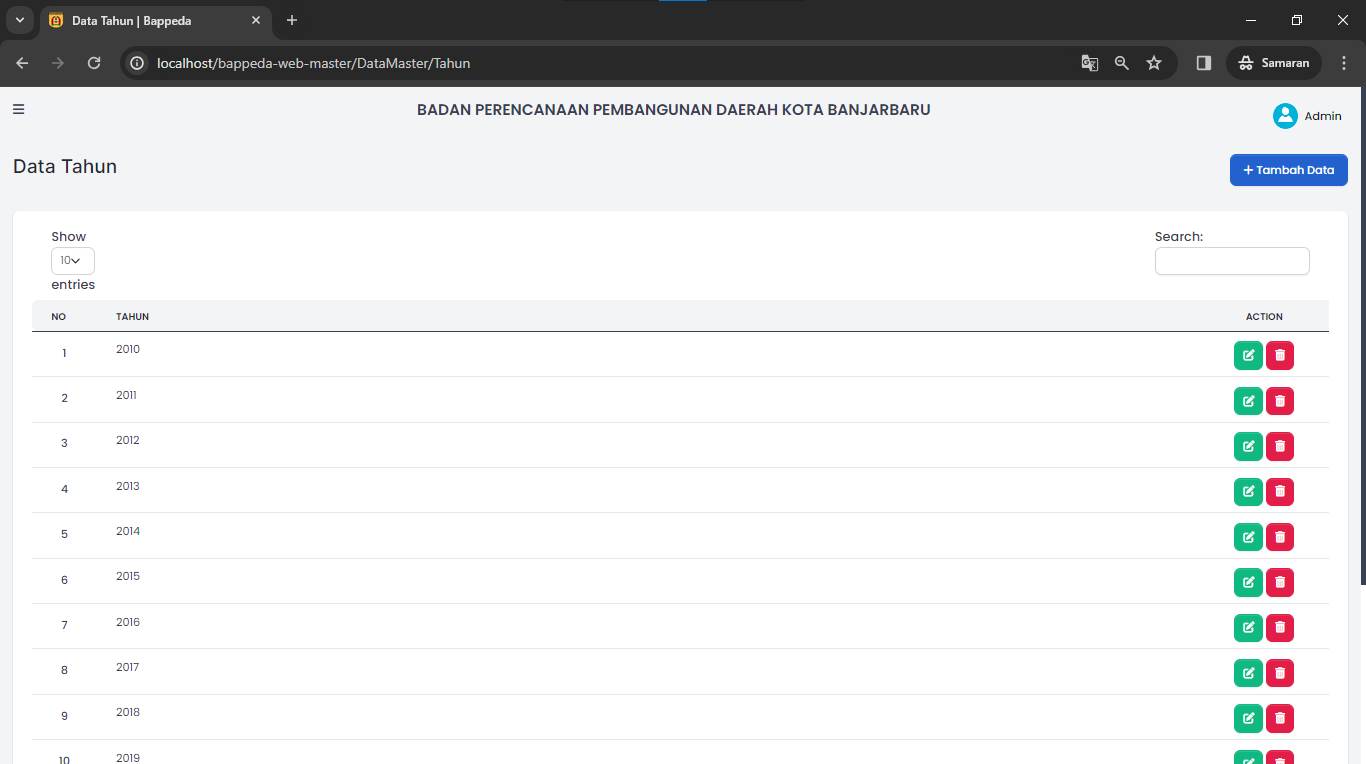 Data Tahun | Bappeda
localhost/bappeda-web-master/DataMaster/Tahun
Samaran
BADAN PERENCANAAN PEMBANGUNAN DAERAH KOTA BANJARBARU
Admin
Data Tahun
+ Tambah Data
Show
10
entries
Search:
NO TAHUN ACTION
1 2010
2 2011
3 2012
4 2013
5 2014
6 2015
7 2016
8 2017
9 2018
10 2019